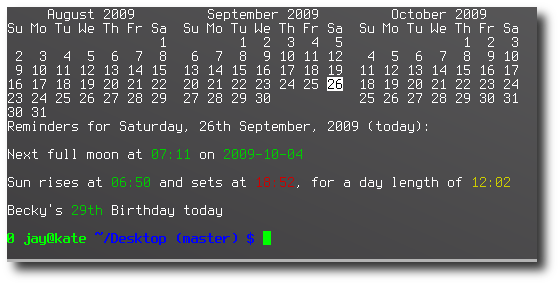 August 2009 September 2009 October 2009
Su Mo Tu We Th Fr Sa Su Mo Tu We Th Fr Sa Su Mo Tu We Th Fr Sa
1 1 2 3 4 5 1 2 3
2 3 4 5 6 7 8 6 7 8 9 10 11 12 4 5 6 7 8 9 10
9 10 11 12 13 14 15 13 14 15 16 17 18 19 11 12 13 14 15 16 17
16 17 18 19 20 21 22 20 21 22 23 24 25 26 18 19 20 21 22 23 24
23 24 25 26 27 28 29 27 28 29 30 25 26 27 28 29 30 31
30 31
Reminders for Saturday, 26th September, 2009 (today):
Next full moon at 07:11 on 2009-10-04
Sun rises at 06:50 and sets at 18:52, for a day length of 12:02
Becky's 29th Birthday today
0 jay@kate ~/Desktop (master) $